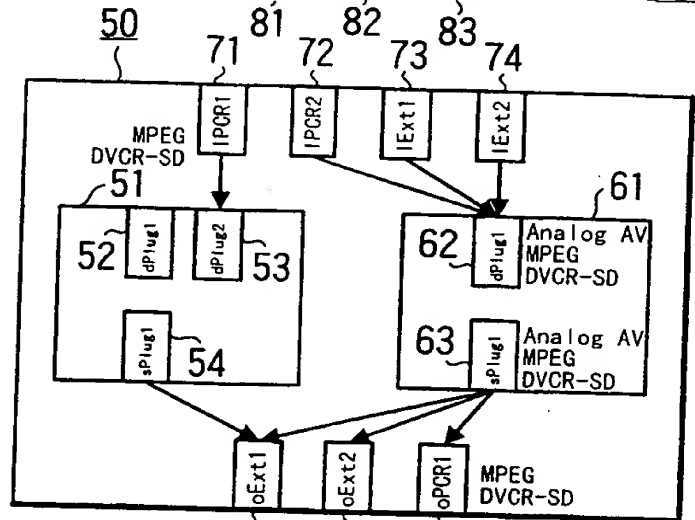 81 82 83
50 71 72 73 74
IPCR1 IPCR2 IExt1 IExt2
MPEG
DVCR-SD
51 61
52 dPlug1 dPlug2 53
62 dPlug1 Analog AV
MPEG
DVCR-SD
sPlug1 54
63 sPlug1 Analog AV
MPEG
DVCR-SD
oExt1 oExt2 oPCR1
MPEG
DVCR-SD